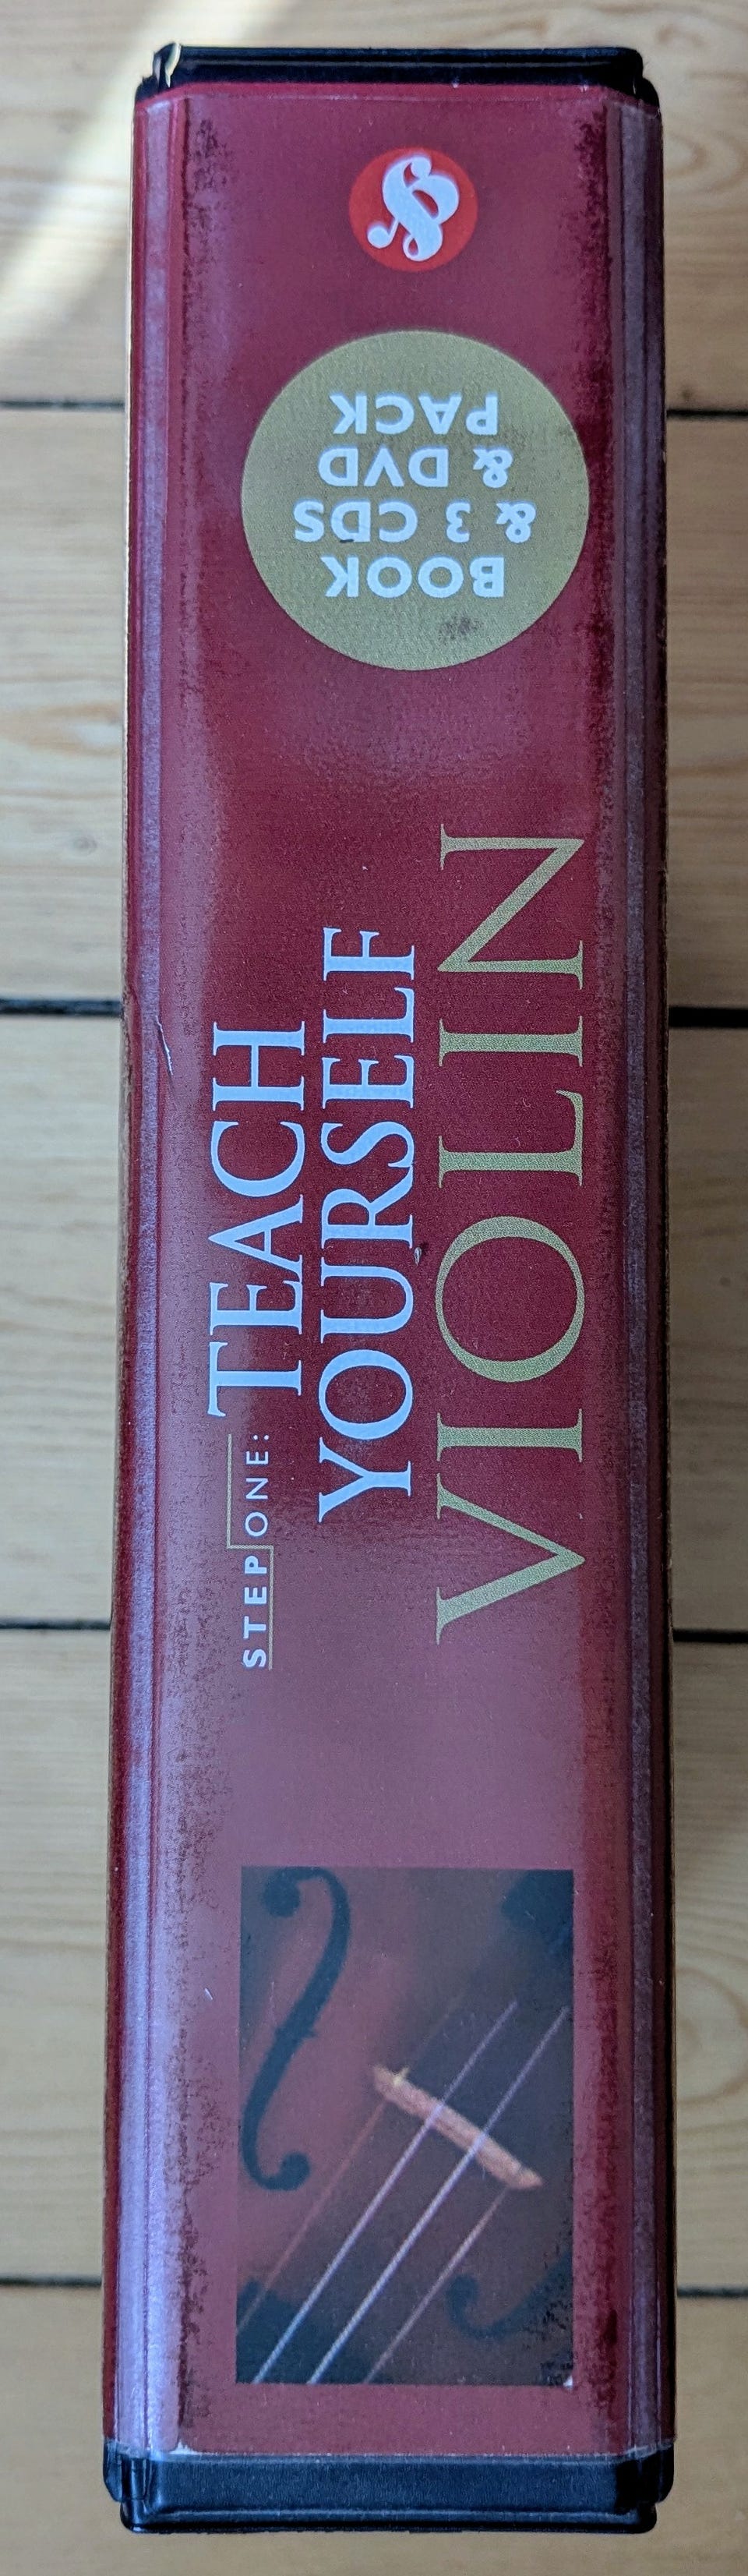 BOOK
& 3 CDS
& DVD
PACK
STEP ONE: TEACH
YOURSELF
VIOLIN